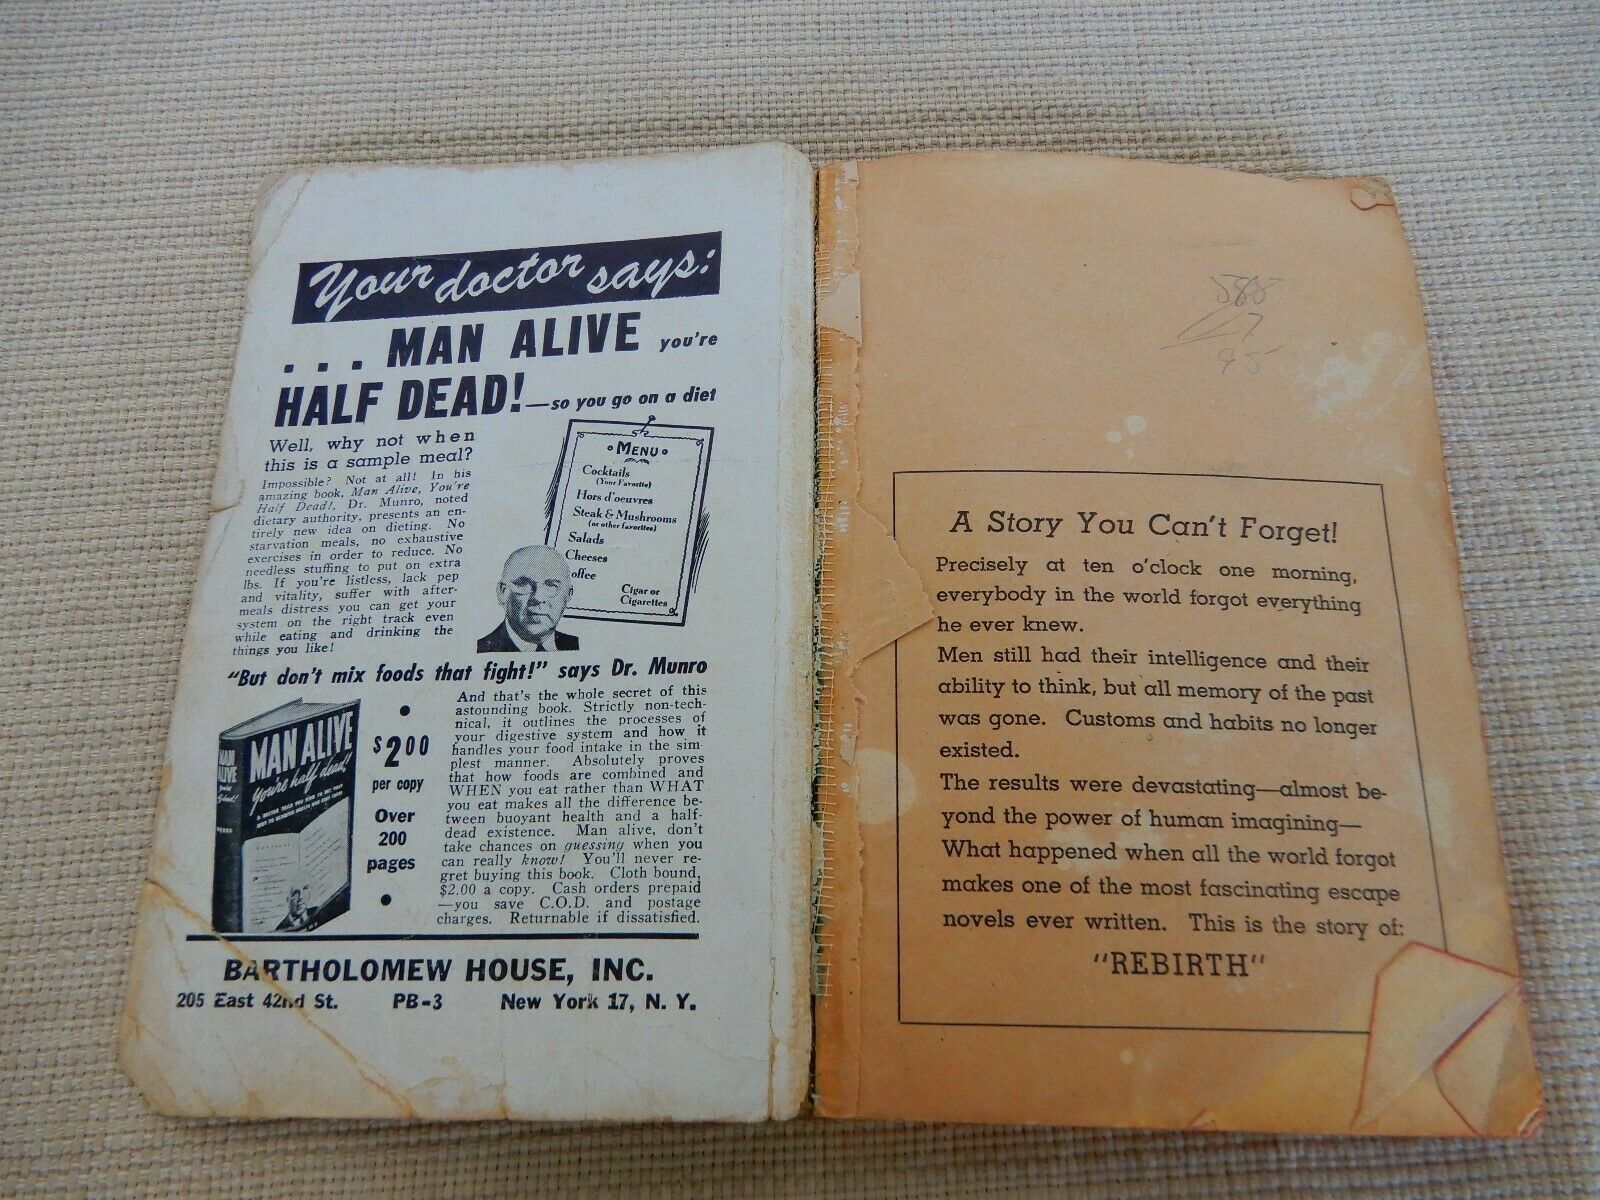 Your doctor says:
. . . MAN ALIVE you're
HALF DEAD!—so you go on a diet
Well, why not when
this is a sample meal?
Impossible? Not at all! In his
amazing book, Man Alive, You're
Half Dead!, Dr. Munro, noted
dietary authority, presents an en-
tirely new idea on dieting. No
starvation meals, no exhaustive
exercises in order to reduce. No
needless stuffing to put on extra
lbs. If you're listless, lack pep
and vitality, suffer with after-
meals distress you can get your
system on the right track even
while eating and drinking the
things you like!
MENU
Cocktails
(Your Favorite)
Hors d'oeuvres
Steak & Mushrooms
(or other favorites)
Salads
Cheeses
offee
Cigar or
Cigarettes
"But don't mix foods that fight!" says Dr. Munro
MAN ALIVE
You're half dead!
MAN
ALIVE
MUNRO
$2.00
per copy
Over
200
pages
And that's the whole secret of this
astounding book. Strictly non-tech-
nical, it outlines the processes of
your digestive system and how it
handles your food intake in the sim-
plest manner. Absolutely proves
that how foods are combined and
WHEN you eat rather than WHAT
you eat makes all the difference be-
tween buoyant health and a half-
dead existence. Man alive, don't
take chances on guessing when you
can really know! You'll never re-
gret buying this book. Cloth bound,
$2.00 a copy. Cash orders prepaid
—you save C.O.D. and postage
charges. Returnable if dissatisfied.
BARTHOLOMEW HOUSE, INC.
205 East 42nd St. PB-3 New York 17, N. Y.
A Story You Can't Forget!
Precisely at ten o'clock one morning,
everybody in the world forgot everything
he ever knew.
Men still had their intelligence and their
ability to think, but all memory of the past
was gone. Customs and habits no longer
existed.
The results were devastating—almost be-
yond the power of human imagining—
What happened when all the world forgot
makes one of the most fascinating escape
novels ever written. This is the story of:
"REBIRTH"